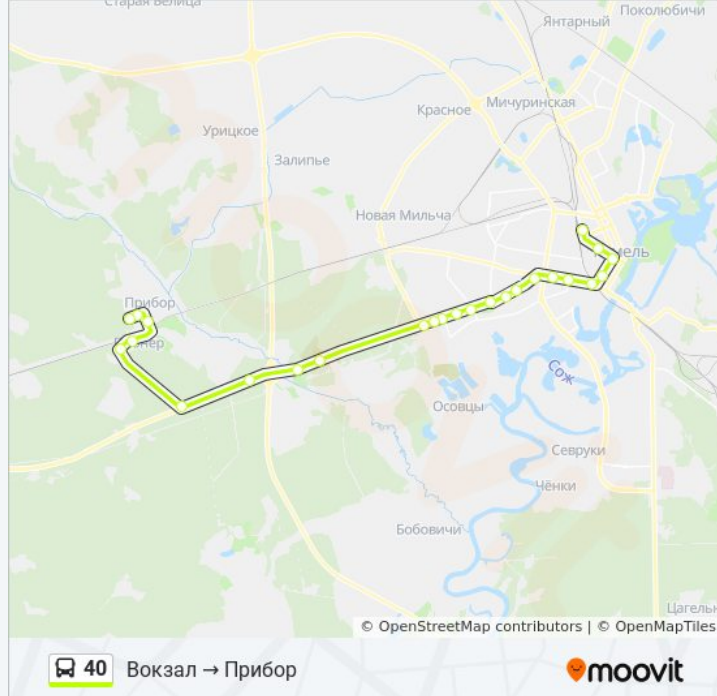 Старая Белица
Поколюбичи
Янтарный
Красное
Мичуринская
Урицкое
Залипье
Новая Мильча
Прибор
Сож
Осовцы
Севруки
Чёнки
Бобовичи
Цагельн
© OpenStreetMap contributors | © OpenMapTiles
40 Вокзал → Прибор
moovit